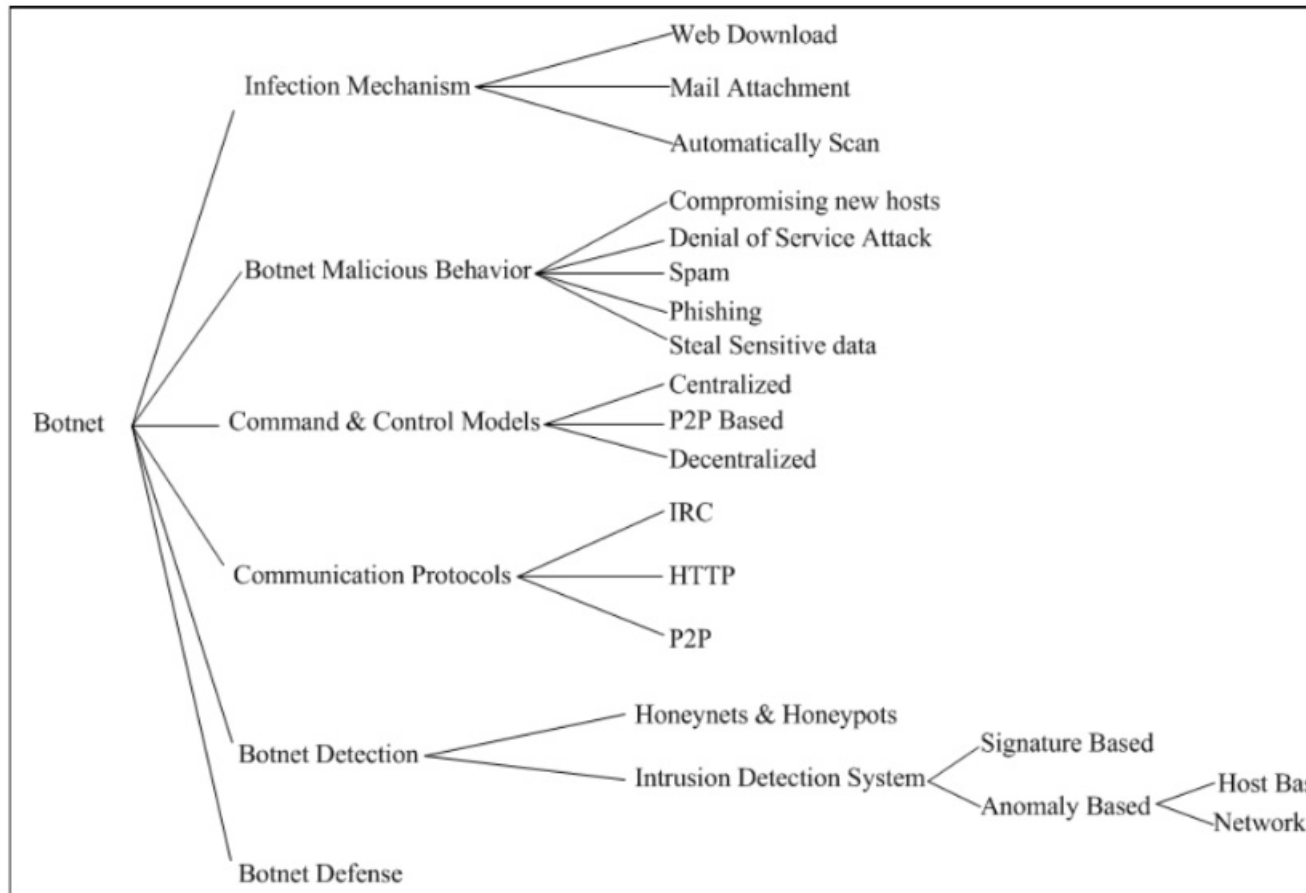 Botnet
Infection Mechanism
Web Download
Mail Attachment
Automatically Scan
Botnet Malicious Behavior
Compromising new hosts
Denial of Service Attack
Spam
Phishing
Steal Sensitive data
Command & Control Models
Centralized
P2P Based
Decentralized
Communication Protocols
IRC
HTTP
P2P
Botnet Detection
Honeynets & Honeypots
Intrusion Detection System
Signature Based
Anomaly Based
Host Bas
Network
Botnet Defense